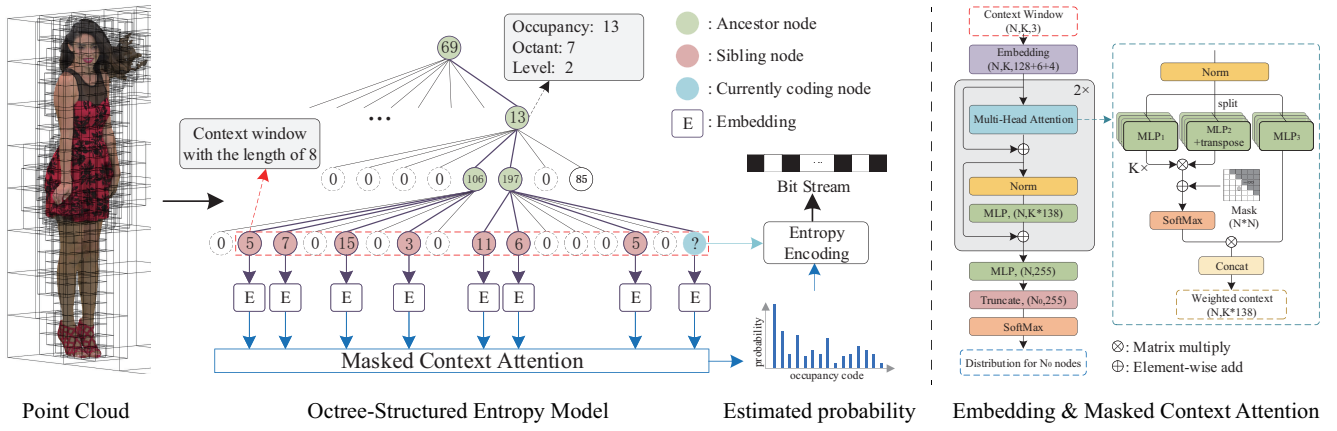 69
Occupancy: 13
Octant: 7
Level: 2
: Ancestor node
: Sibling node
: Currently coding node
E : Embedding
...
13
Context window
with the length of 8
0 0 0 0 106 197 0 85
0 5 7 0 15 0 3 0 11 6 0 0 0 5 0 ?
E E E E E E E E
Masked Context Attention
Bit Stream
...
Entropy
Encoding
probability
occupancy code
Context Window
(N,K,3)
Embedding
(N,K,128+6+4)
2×
Multi-Head Attention
Norm
MLP, (N,K*138)
MLP, (N,255)
Truncate, (N₀,255)
SoftMax
Distribution for N₀ nodes
Norm
split
MLP₁
MLP₂
+transpose
MLP₃
K×
Mask
(N*N)
SoftMax
Concat
Weighted context
(N,K*138)
⊗: Matrix multiply
⊕: Element-wise add
Point Cloud
Octree-Structured Entropy Model
Estimated probability
Embedding & Masked Context Attention